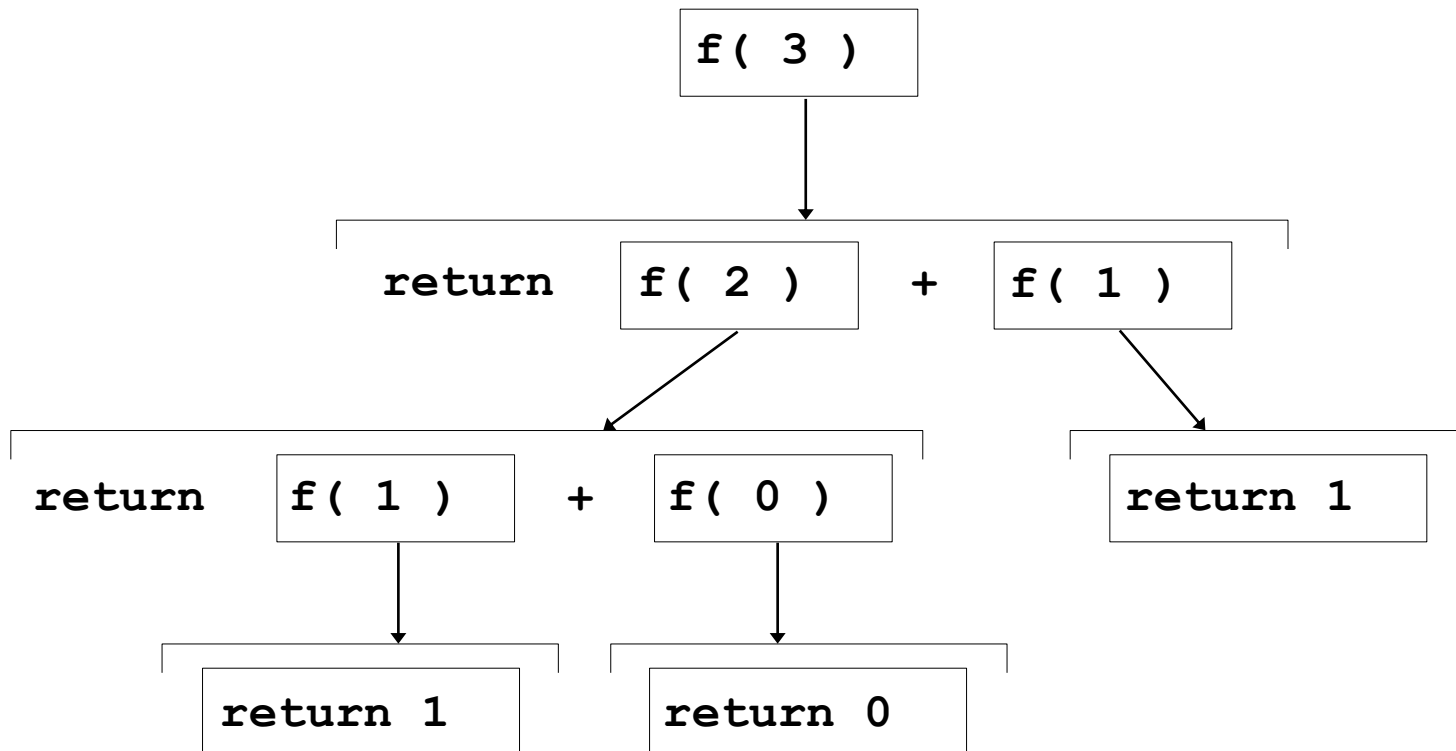 f( 3 )
return f( 2 ) + f( 1 )
return f( 1 ) + f( 0 ) return 1
return 1 return 0